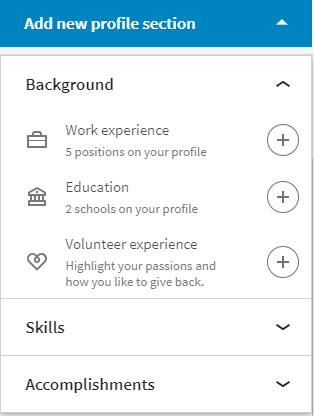 Add new profile section
Background
Work experience
5 positions on your profile
Education
2 schools on your profile
Volunteer experience
Highlight your passions and
how you like to give back.
Skills
Accomplishments